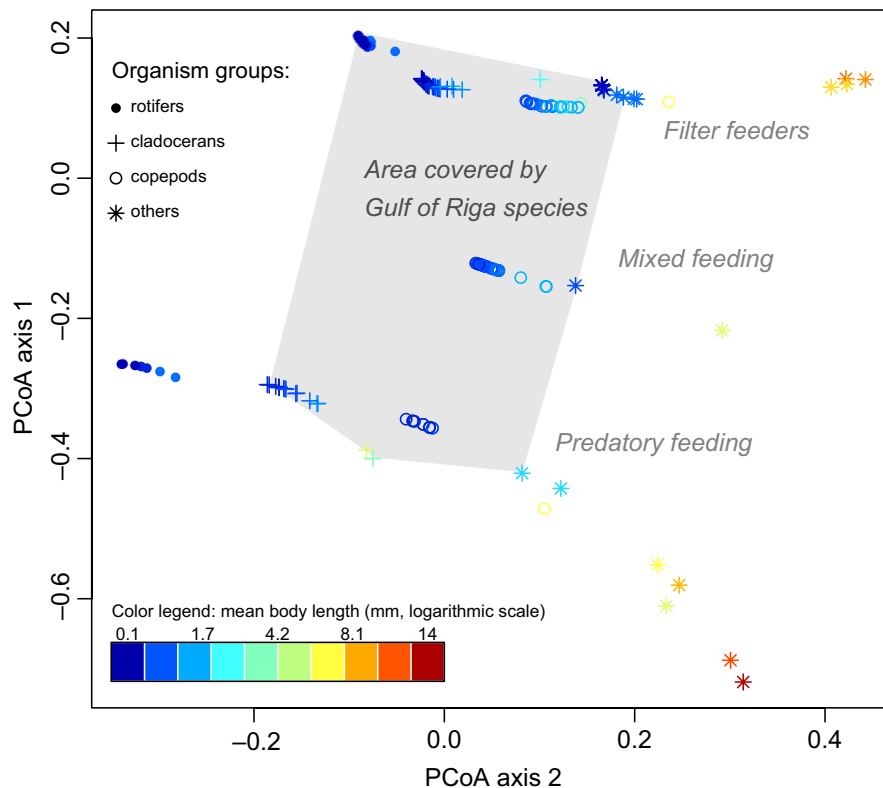 0.2
0.0
−0.2
−0.4
−0.6
PCoA axis 1
Organism groups:
rotifers
cladocerans
copepods
others
Area covered by
Gulf of Riga species
Filter feeders
Mixed feeding
Predatory feeding
Color legend: mean body length (mm, logarithmic scale)
0.1 1.7 4.2 8.1 14
−0.2 0.0 0.2 0.4
PCoA axis 2